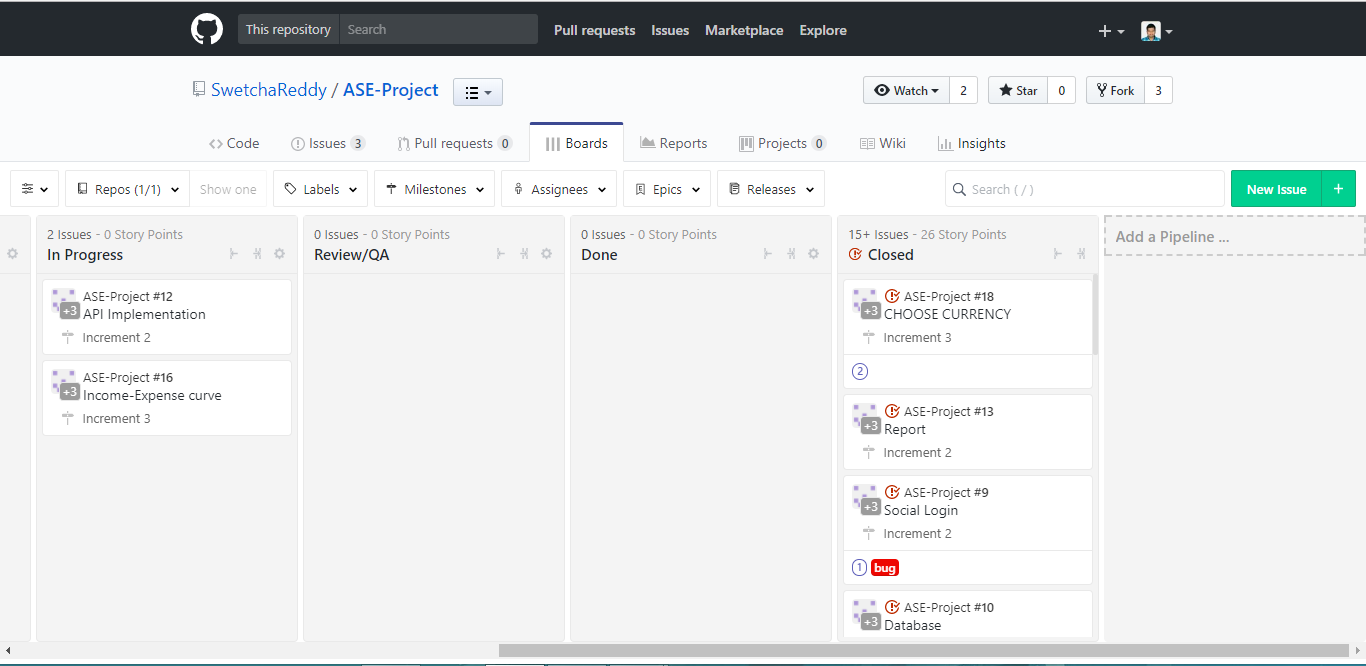 This repository Search Pull requests Issues Marketplace Explore
SwetchaReddy / ASE-Project Watch 2 Star 0 Fork 3
Code Issues 3 Pull requests 0 Boards Reports Projects 0 Wiki Insights
Repos (1/1) Show one Labels Milestones Assignees Epics Releases Search ( / ) New Issue +
2 Issues - 0 Story Points
In Progress
ASE-Project #12
+3 API Implementation
Increment 2
ASE-Project #16
+3 Income-Expense curve
Increment 3
0 Issues - 0 Story Points
Review/QA
0 Issues - 0 Story Points
Done
15+ Issues - 26 Story Points
Closed
ASE-Project #18
+3 CHOOSE CURRENCY
Increment 3
2
ASE-Project #13
+3 Report
Increment 2
ASE-Project #9
+3 Social Login
Increment 2
1 bug
ASE-Project #10
+3 Database
Add a Pipeline ...